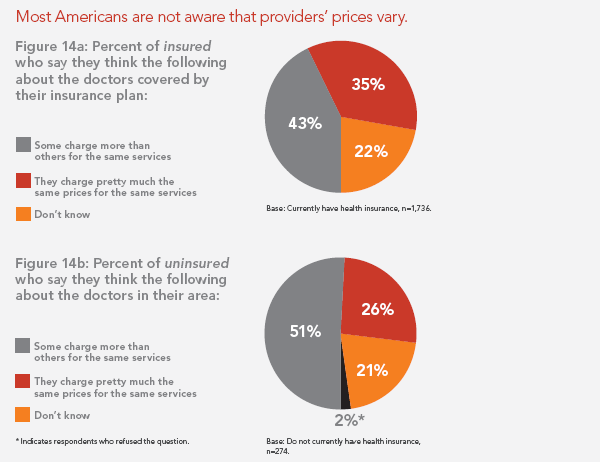 Most Americans are not aware that providers’ prices vary.
Figure 14a: Percent of insured
who say they think the following
about the doctors covered by
their insurance plan:
Some charge more than
others for the same services
They charge pretty much the
same prices for the same services
Don’t know
43%
35%
22%
Base: Currently have health insurance, n=1,736.
Figure 14b: Percent of uninsured
who say they think the following
about the doctors in their area:
Some charge more than
others for the same services
They charge pretty much the
same prices for the same services
Don’t know
51%
26%
21%
2%*
* Indicates respondents who refused the question.
Base: Do not currently have health insurance,
n=274.